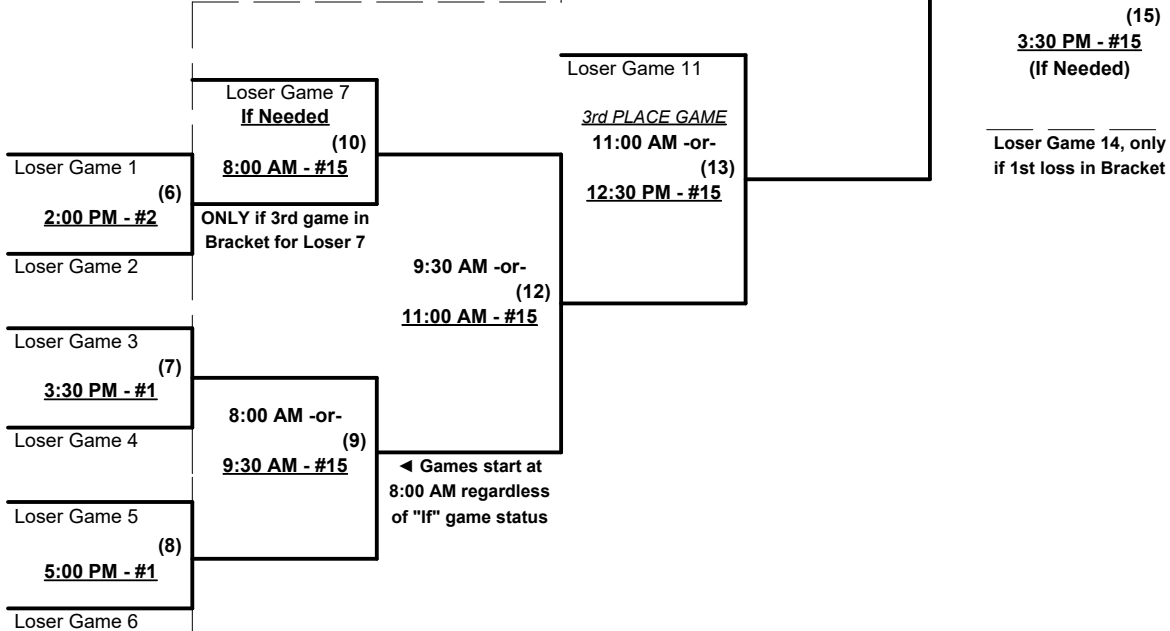 (15)
3:30 PM - #15
(If Needed)
Loser Game 14, only
if 1st loss in Bracket
Loser Game 11
3rd PLACE GAME
11:00 AM -or-
(13)
12:30 PM - #15
Loser Game 7
If Needed
(10)
8:00 AM - #15
ONLY if 3rd game in
Bracket for Loser 7
Loser Game 1
(6)
2:00 PM - #2
Loser Game 2
9:30 AM -or-
(12)
11:00 AM - #15
Loser Game 3
(7)
3:30 PM - #1
Loser Game 4
8:00 AM -or-
(9)
9:30 AM - #15
◄ Games start at
8:00 AM regardless
of "If" game status
Loser Game 5
(8)
5:00 PM - #1
Loser Game 6